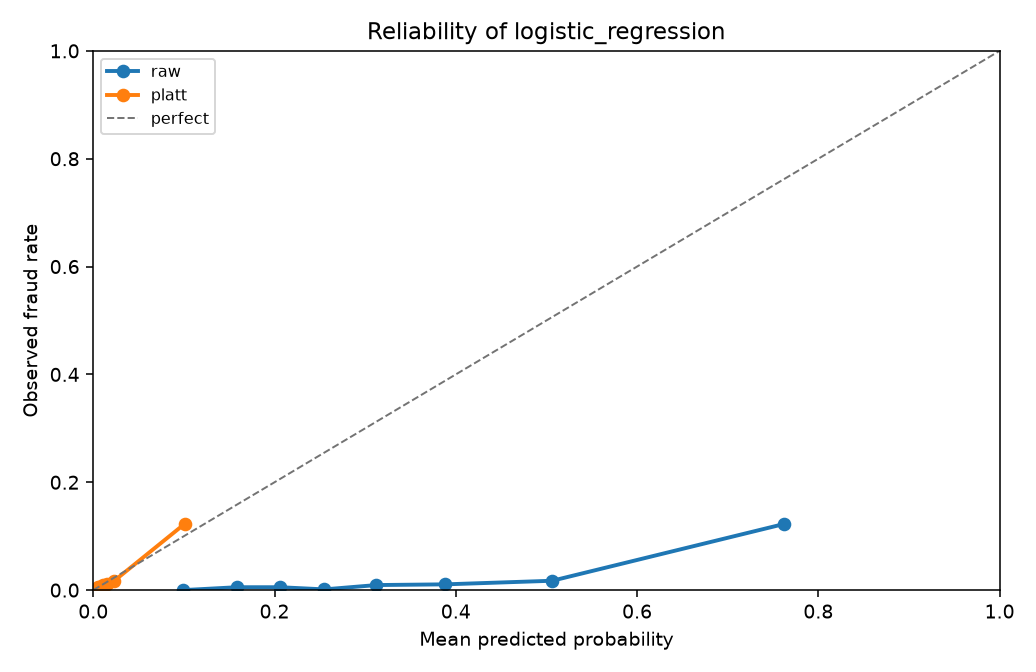 Reliability of logistic_regression
raw
platt
perfect
Observed fraud rate
1.0
0.8
0.6
0.4
0.2
0.0
0.0 0.2 0.4 0.6 0.8 1.0
Mean predicted probability